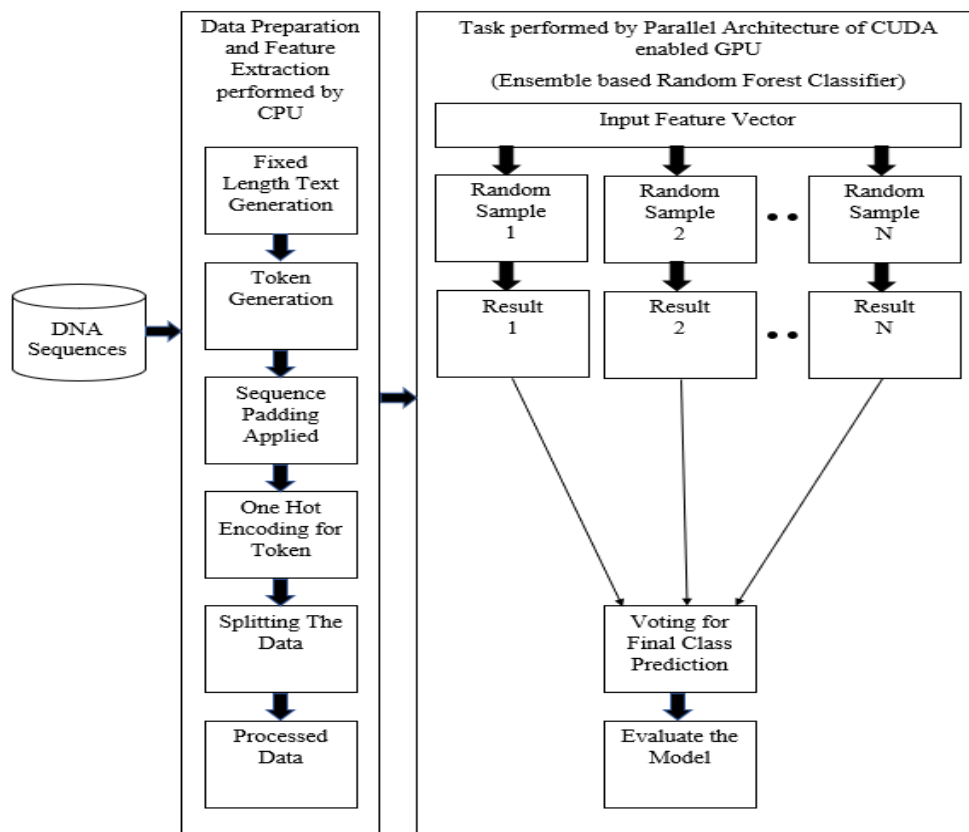 DNA
Sequences
Data Preparation
and Feature
Extraction
performed by
CPU
Fixed
Length Text
Generation
Token
Generation
Sequence
Padding
Applied
One Hot
Encoding for
Token
Splitting The
Data
Processed
Data
Task performed by Parallel Architecture of CUDA
enabled GPU
(Ensemble based Random Forest Classifier)
Input Feature Vector
Random
Sample
1
Random
Sample
2
Random
Sample
N
Result
1
Result
2
Result
N
Voting for
Final Class
Prediction
Evaluate the
Model